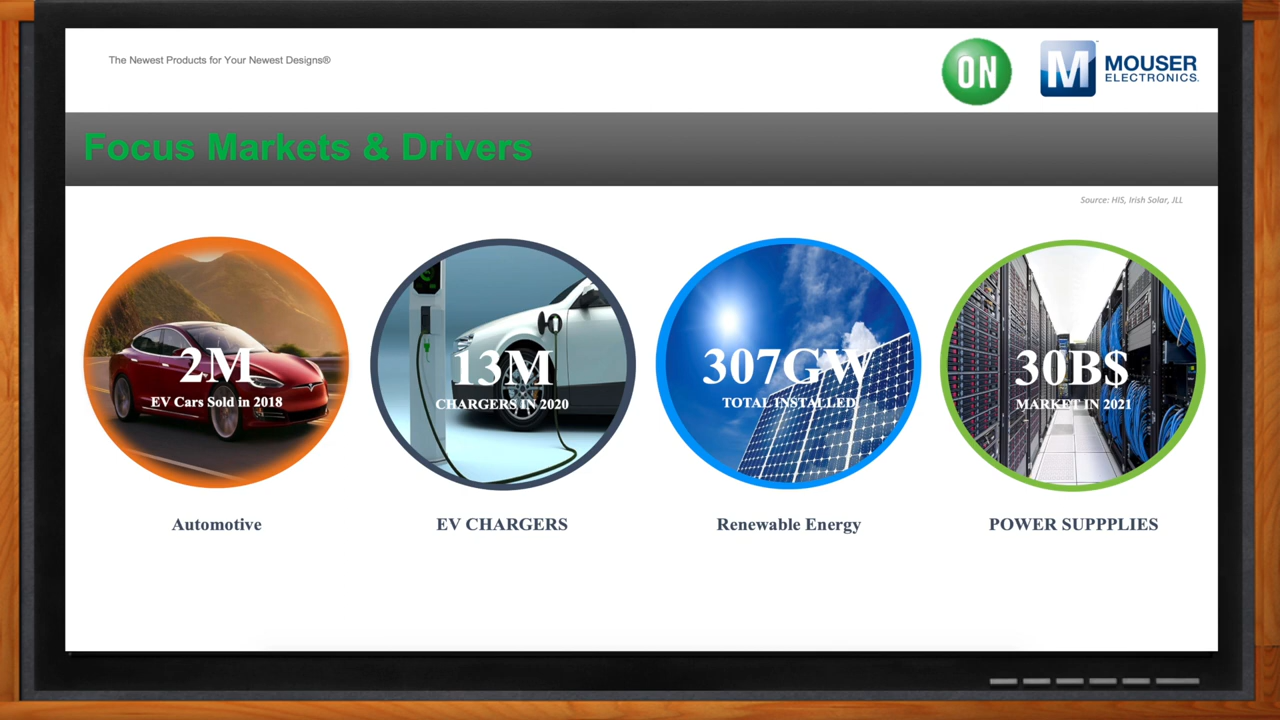 The Newest Products for Your Newest Designs®
ON
M MOUSER
ELECTRONICS.
Focus Markets & Drivers
Source: HIS, Irish Solar, JLL
2M
EV Cars Sold in 2018
13M
CHARGERS IN 2020
307GW
TOTAL INSTALLED
30B$
MARKET IN 2021
Automotive
EV CHARGERS
Renewable Energy
POWER SUPPPLIES